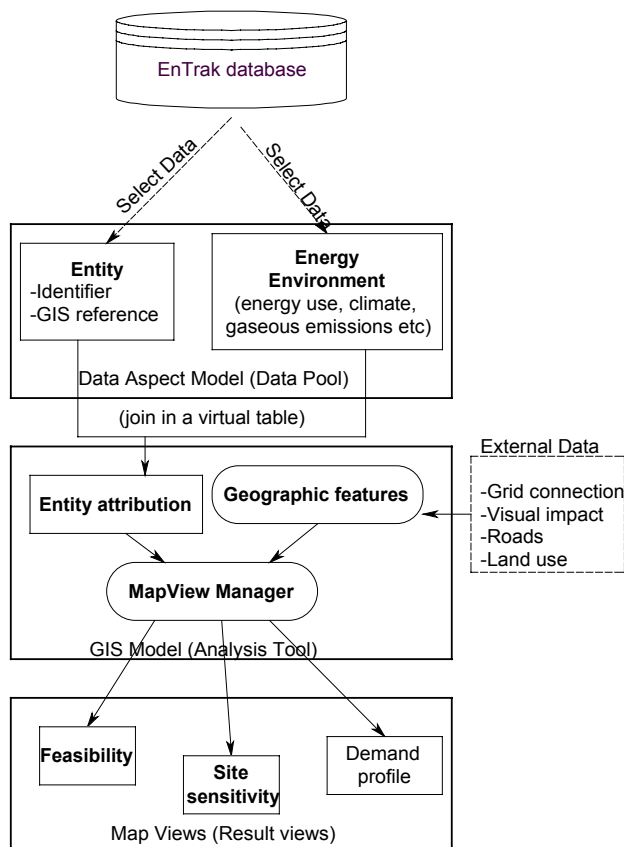 EnTrak database
Select Data
Select Data
Entity
-Identifier
-GIS reference
Energy
Environment
(energy use, climate,
gaseous emissions etc)
Data Aspect Model (Data Pool)
(join in a virtual table)
External Data
-Grid connection
-Visual impact
-Roads
-Land use
Entity attribution
Geographic features
MapView Manager
GIS Model (Analysis Tool)
Feasibility
Site
sensitivity
Demand
profile
Map Views (Result views)